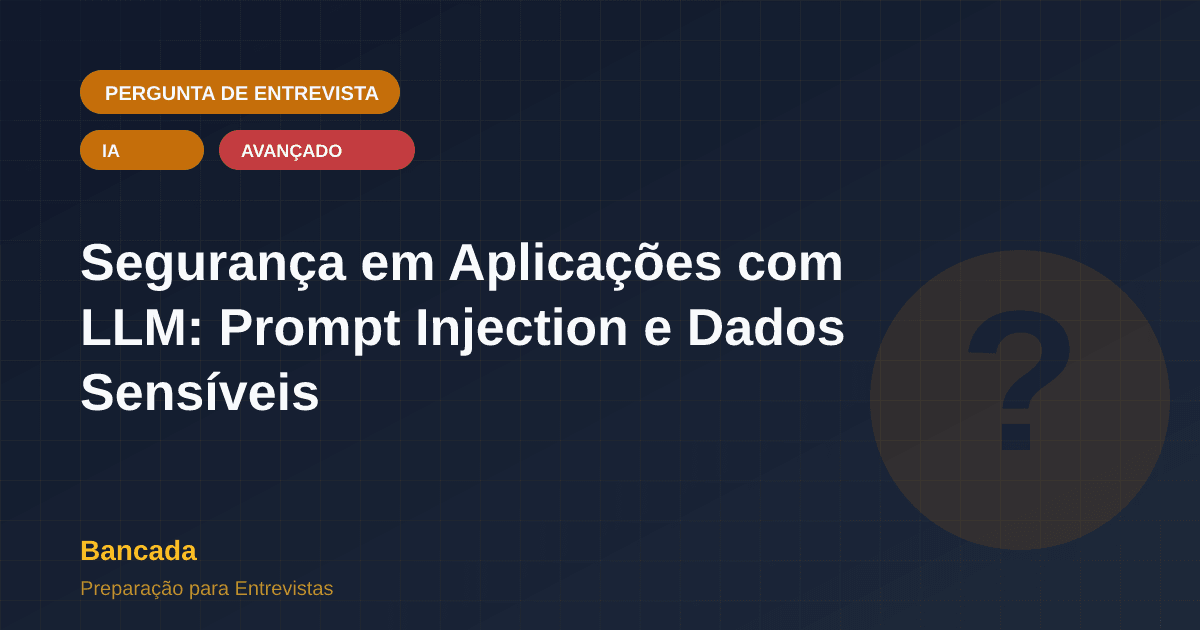 PERGUNTA DE ENTREVISTA
IA
AVANÇADO
Segurança em Aplicações com
LLM: Prompt Injection e Dados
Sensíveis
?
Bancada
Preparação para Entrevistas